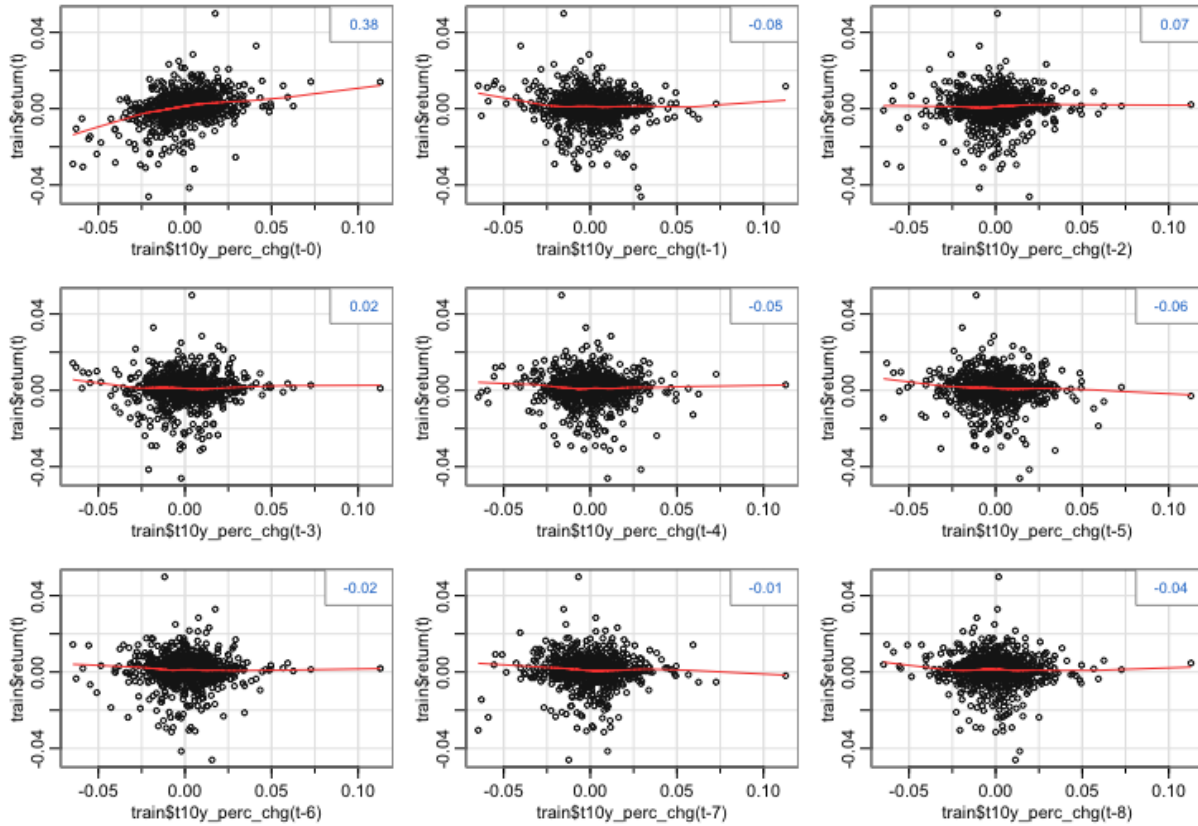 0.38
train$return(t)
-0.04 0.00 0.04
-0.05 0.00 0.05 0.10
train$t10y_perc_chg(t-0)
-0.08
train$return(t)
-0.04 0.00 0.04
-0.05 0.00 0.05 0.10
train$t10y_perc_chg(t-1)
0.07
train$return(t)
-0.04 0.00 0.04
-0.05 0.00 0.05 0.10
train$t10y_perc_chg(t-2)
0.02
train$return(t)
-0.04 0.00 0.04
-0.05 0.00 0.05 0.10
train$t10y_perc_chg(t-3)
-0.05
train$return(t)
-0.04 0.00 0.04
-0.05 0.00 0.05 0.10
train$t10y_perc_chg(t-4)
-0.06
train$return(t)
-0.04 0.00 0.04
-0.05 0.00 0.05 0.10
train$t10y_perc_chg(t-5)
-0.02
train$return(t)
-0.04 0.00 0.04
-0.05 0.00 0.05 0.10
train$t10y_perc_chg(t-6)
-0.01
train$return(t)
-0.04 0.00 0.04
-0.05 0.00 0.05 0.10
train$t10y_perc_chg(t-7)
-0.04
train$return(t)
-0.04 0.00 0.04
-0.05 0.00 0.05 0.10
train$t10y_perc_chg(t-8)